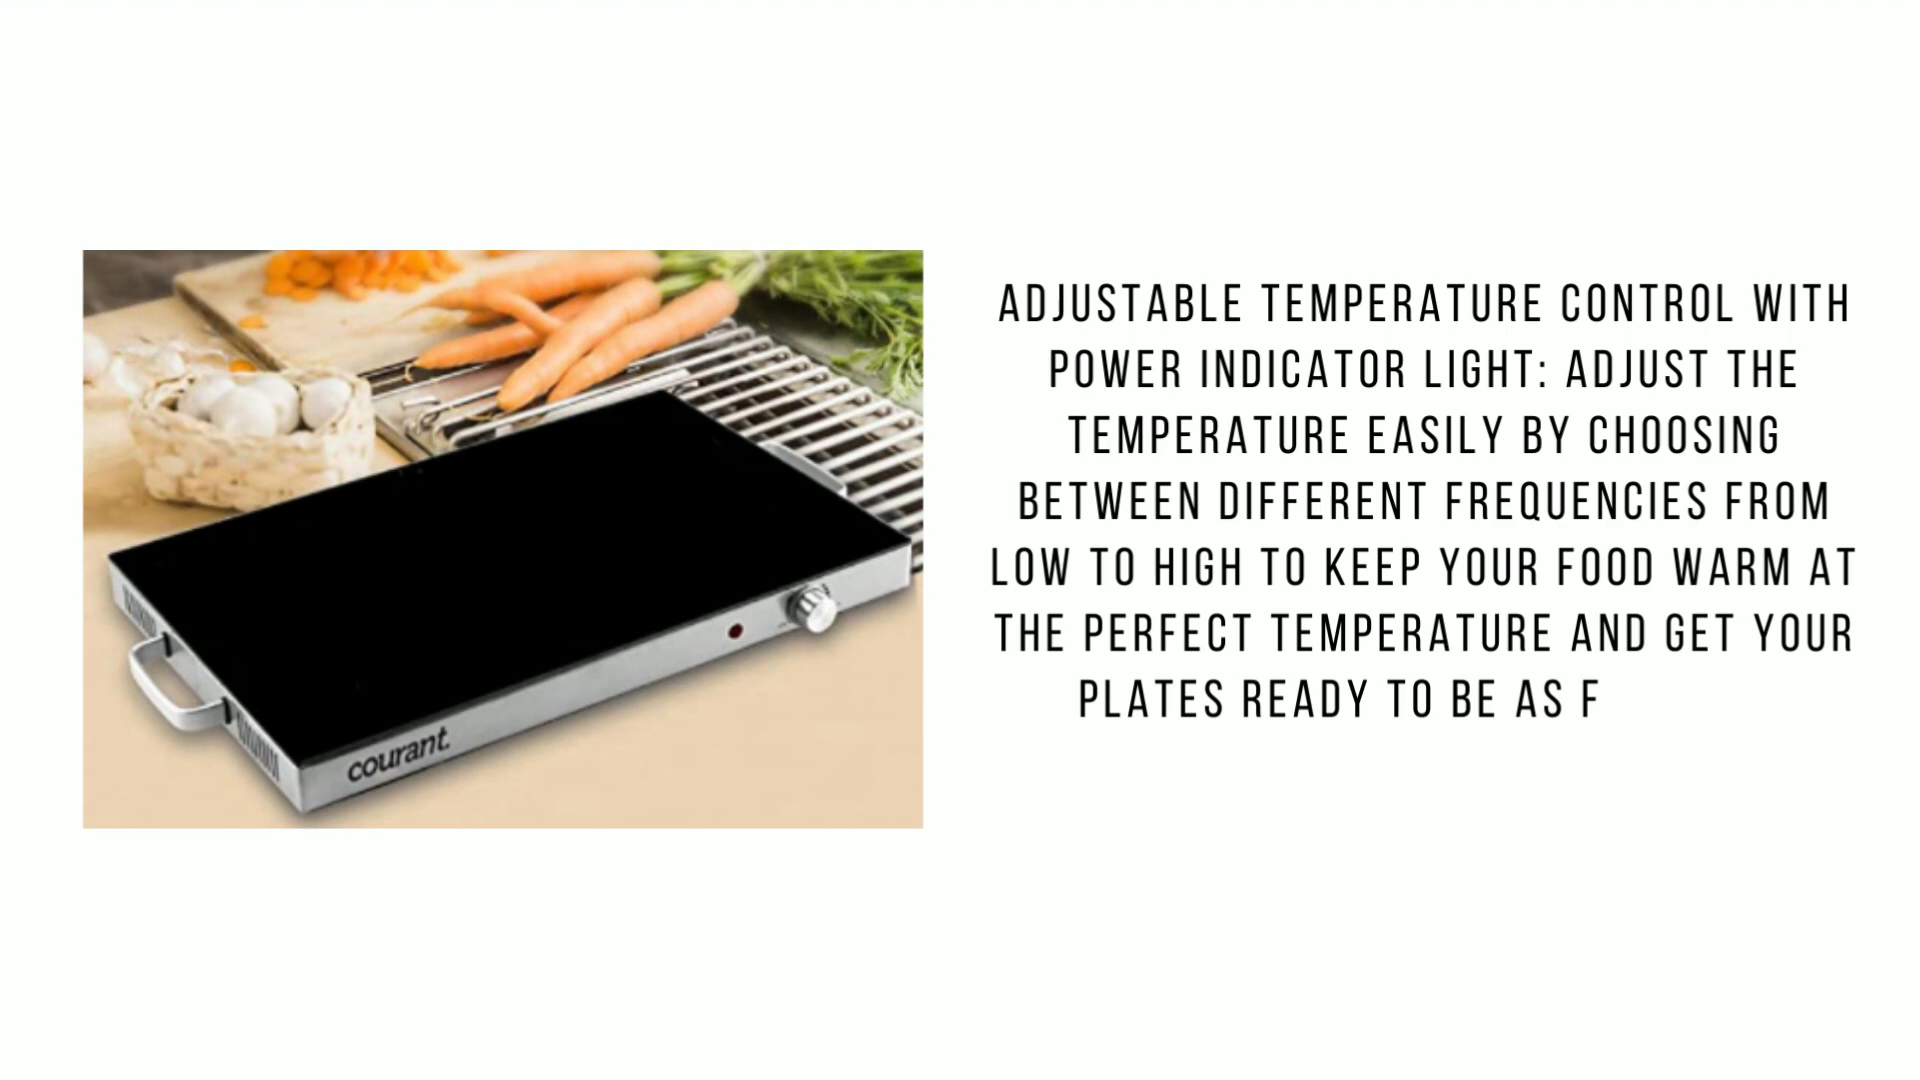 ADJUSTABLE TEMPERATURE CONTROL WITH
POWER INDICATOR LIGHT: ADJUST THE
TEMPERATURE EASILY BY CHOOSING
BETWEEN DIFFERENT FREQUENCIES FROM
LOW TO HIGH TO KEEP YOUR FOOD WARM AT
THE PERFECT TEMPERATURE AND GET YOUR
PLATES READY TO BE AS F
courant.